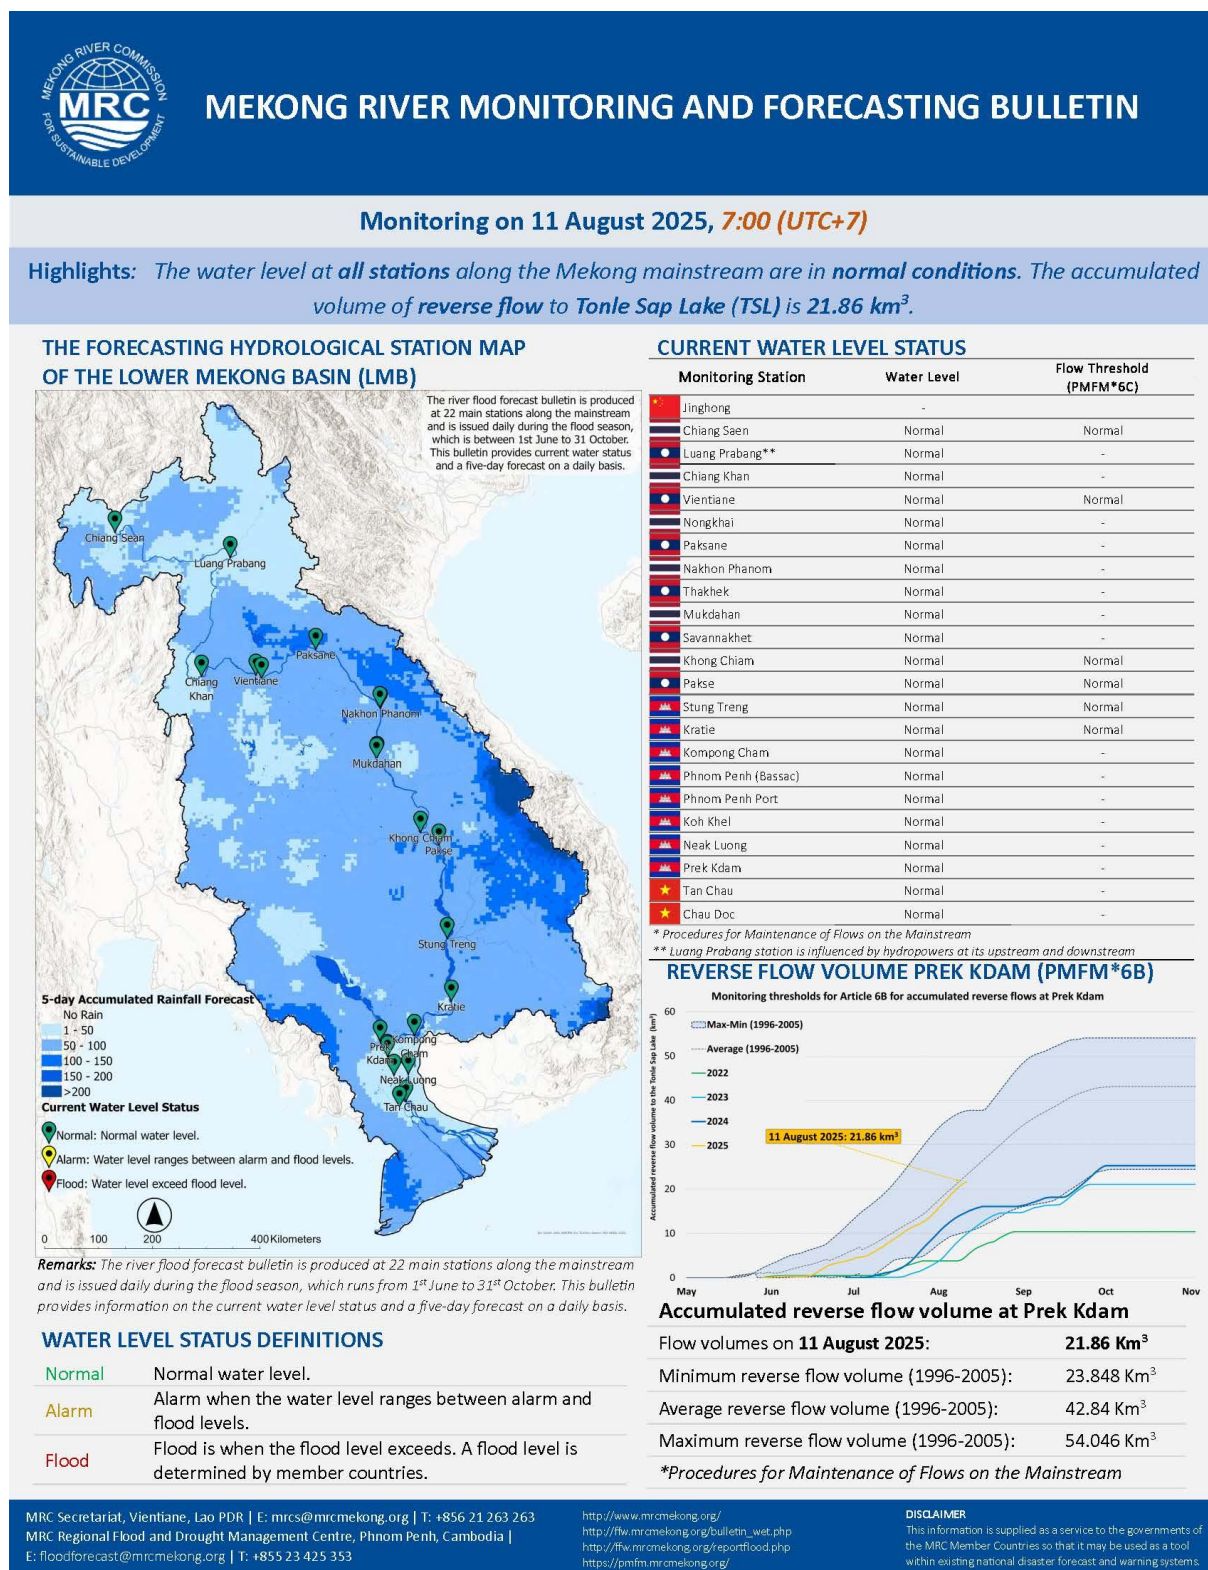 MEKONG RIVER COMMISSION
MRC
FOR SUSTAINABLE DEVELOPMENT
MEKONG RIVER MONITORING AND FORECASTING BULLETIN
Monitoring on 11 August 2025, 7:00 (UTC+7)
Highlights: The water level at all stations along the Mekong mainstream are in normal conditions. The accumulated
volume of reverse flow to Tonle Sap Lake (TSL) is 21.86 km³.
THE FORECASTING HYDROLOGICAL STATION MAP
OF THE LOWER MEKONG BASIN (LMB)
The river flood forecast bulletin is produced
at 22 main stations along the mainstream
and is issued daily during the flood season,
which is between 1st June to 31 October.
This bulletin provides current water status
and a five-day forecast on a daily basis.
Chiang Sean
Luang Prabang
Paksane
Chiang
Khan
Vientiane
Nakhon Phanom
Mukdahan
Khong Cham
Pakse
Stung Treng
Kratie
Kompong
Cham
Prek
Kdam
Neak Luong
Tan Chau
5-day Accumulated Rainfall Forecast
No Rain
1 - 50
50 - 100
100 - 150
150 - 200
>200
Current Water Level Status
Normal: Normal water level.
Alarm: Water level ranges between alarm and flood levels.
Flood: Water level exceed flood level.
0 100 200 400 Kilometers
Remarks: The river flood forecast bulletin is produced at 22 main stations along the mainstream
and is issued daily during the flood season, which runs from 1st June to 31st October. This bulletin
provides information on the current water level status and a five-day forecast on a daily basis.
WATER LEVEL STATUS DEFINITIONS
Normal Normal water level.
Alarm Alarm when the water level ranges between alarm and
flood levels.
Flood Flood is when the flood level exceeds. A flood level is
determined by member countries.
CURRENT WATER LEVEL STATUS
Monitoring Station Water Level Flow Threshold
(PMFM*6C)
Jinghong -
Chiang Saen Normal Normal
Luang Prabang** Normal -
Chiang Khan Normal -
Vientiane Normal Normal
Nongkhai Normal -
Paksane Normal -
Nakhon Phanom Normal -
Thakhek Normal -
Mukdahan Normal -
Savannakhet Normal -
Khong Chiam Normal Normal
Pakse Normal Normal
Stung Treng Normal Normal
Kratie Normal Normal
Kompong Cham Normal -
Phnom Penh (Bassac) Normal -
Phnom Penh Port Normal -
Koh Khel Normal -
Neak Luong Normal -
Prek Kdam Normal -
Tan Chau Normal -
Chau Doc Normal -
* Procedures for Maintenance of Flows on the Mainstream
** Luang Prabang station is influenced by hydropowers at its upstream and downstream
REVERSE FLOW VOLUME PREK KDAM (PMFM*6B)
Monitoring thresholds for Article 6B for accumulated reverse flows at Prek Kdam
Accumulated reverse flow volume to the Tonle Sap Lake (km³)
60
50
40
30
20
10
0
Max-Min (1996-2005)
Average (1996-2005)
2022
2023
2024
2025
11 August 2025: 21.86 km³
May Jun Jul Aug Sep Oct Nov
Accumulated reverse flow volume at Prek Kdam
Flow volumes on 11 August 2025: 21.86 Km³
Minimum reverse flow volume (1996-2005): 23.848 Km³
Average reverse flow volume (1996-2005): 42.84 Km³
Maximum reverse flow volume (1996-2005): 54.046 Km³
*Procedures for Maintenance of Flows on the Mainstream
MRC Secretariat, Vientiane, Lao PDR | E: mrcs@mrcmekong.org | T: +856 21 263 263
MRC Regional Flood and Drought Management Centre, Phnom Penh, Cambodia |
E: floodforecast@mrcmekong.org | T: +855 23 425 353
http://www.mrcmekong.org/
http://ffw.mrcmekong.org/bulletin_wet.php
http://ffw.mrcmekong.org/reportflood.php
https://pmfm.mrcmekong.org/
DISCLAIMER
This information is supplied as a service to the governments of
the MRC Member Countries so that it may be used as a tool
within existing national disaster forecast and warning systems.